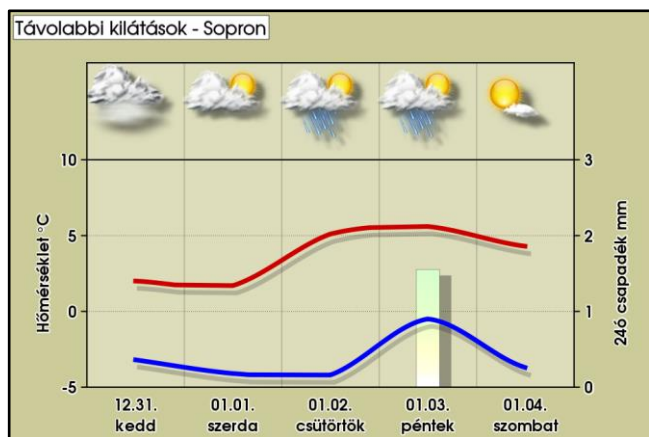 Távolabbi kilátások - Sopron
10
5
0
-5
Hőmérséklet °C
3
2
1
0
24ó csapadék mm
12.31. 01.01. 01.02. 01.03. 01.04.
kedd szerda csütörtök péntek szombat